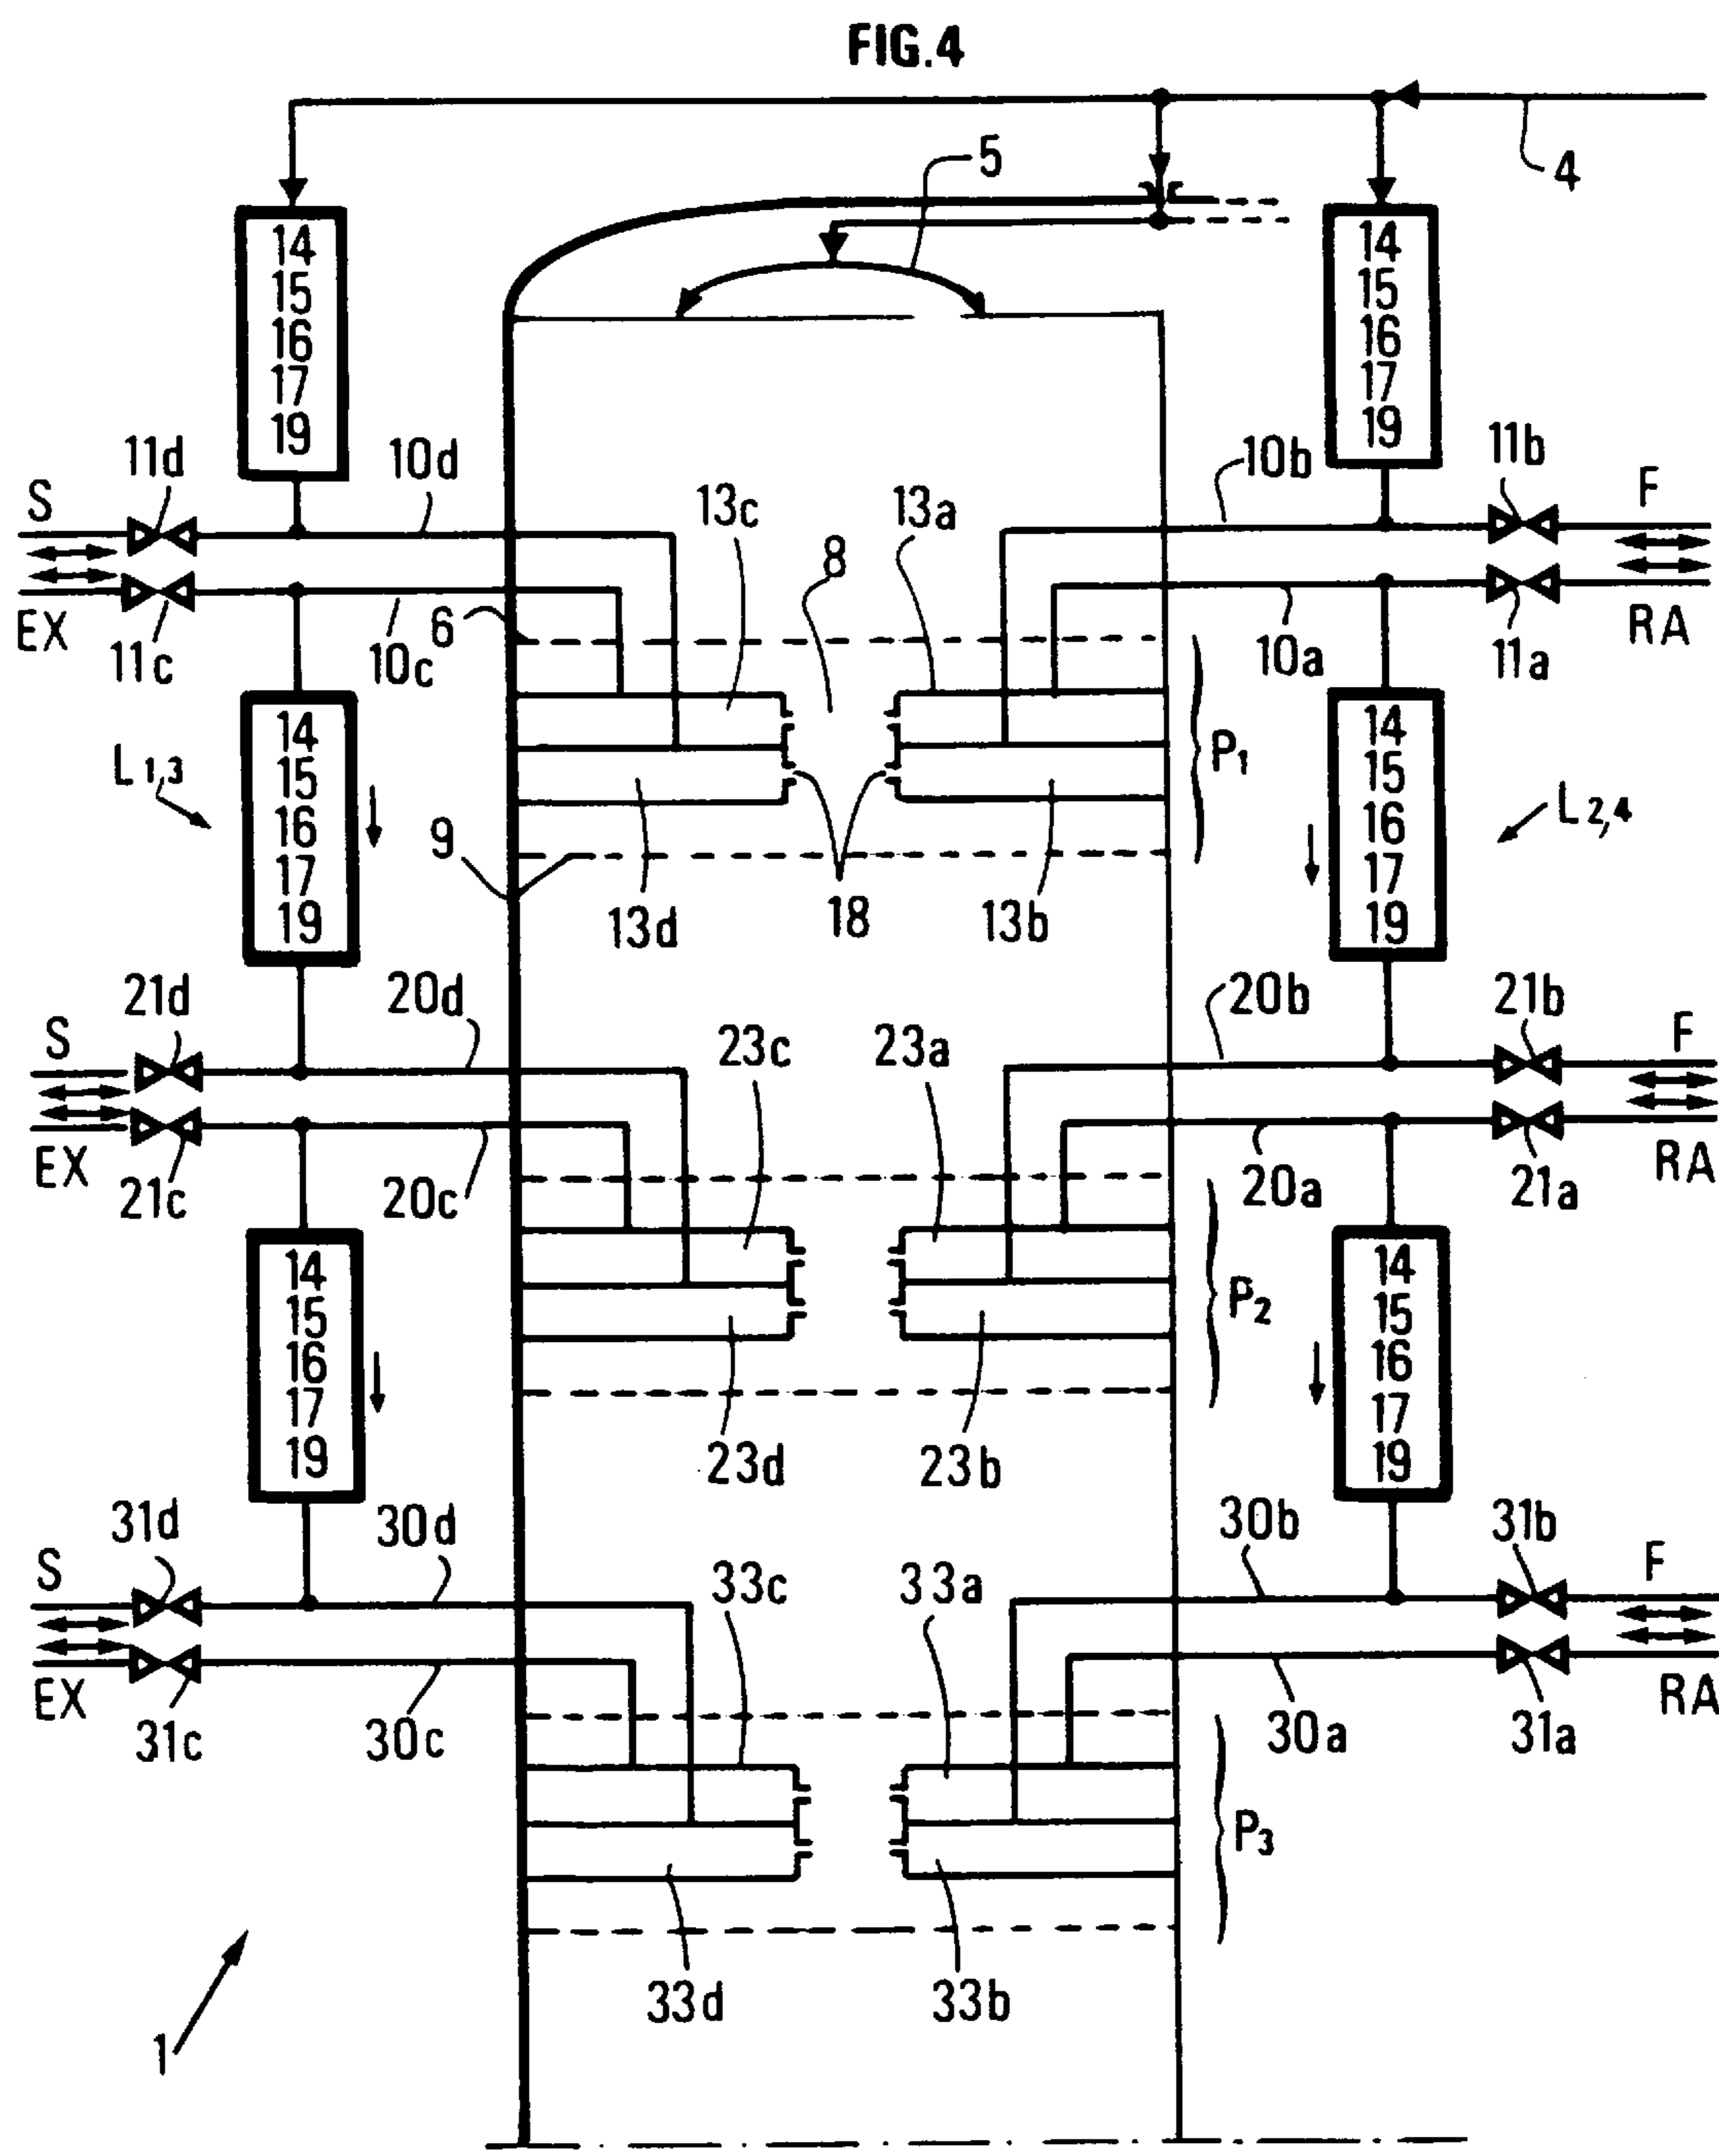 FIG.4
5
4
14
15
16
17
19
14
15
16
17
19
11d
10d
10b
11b
S
13c
13a
F
8
EX
6
RA
11c
10c
10a
11a
14
15
16
17
19
14
15
16
17
19
P1
L1,3
L2,4
9
13d
18
13b
21d
20d
20b
21b
S
23c
23a
F
EX
RA
21c
20c
20a
21a
14
15
16
17
19
14
15
16
17
19
P2
23d
23b
31d
30d
30b
31b
S
33c
33a
F
EX
RA
31c
30c
30a
31a
P3
33d
33b
1